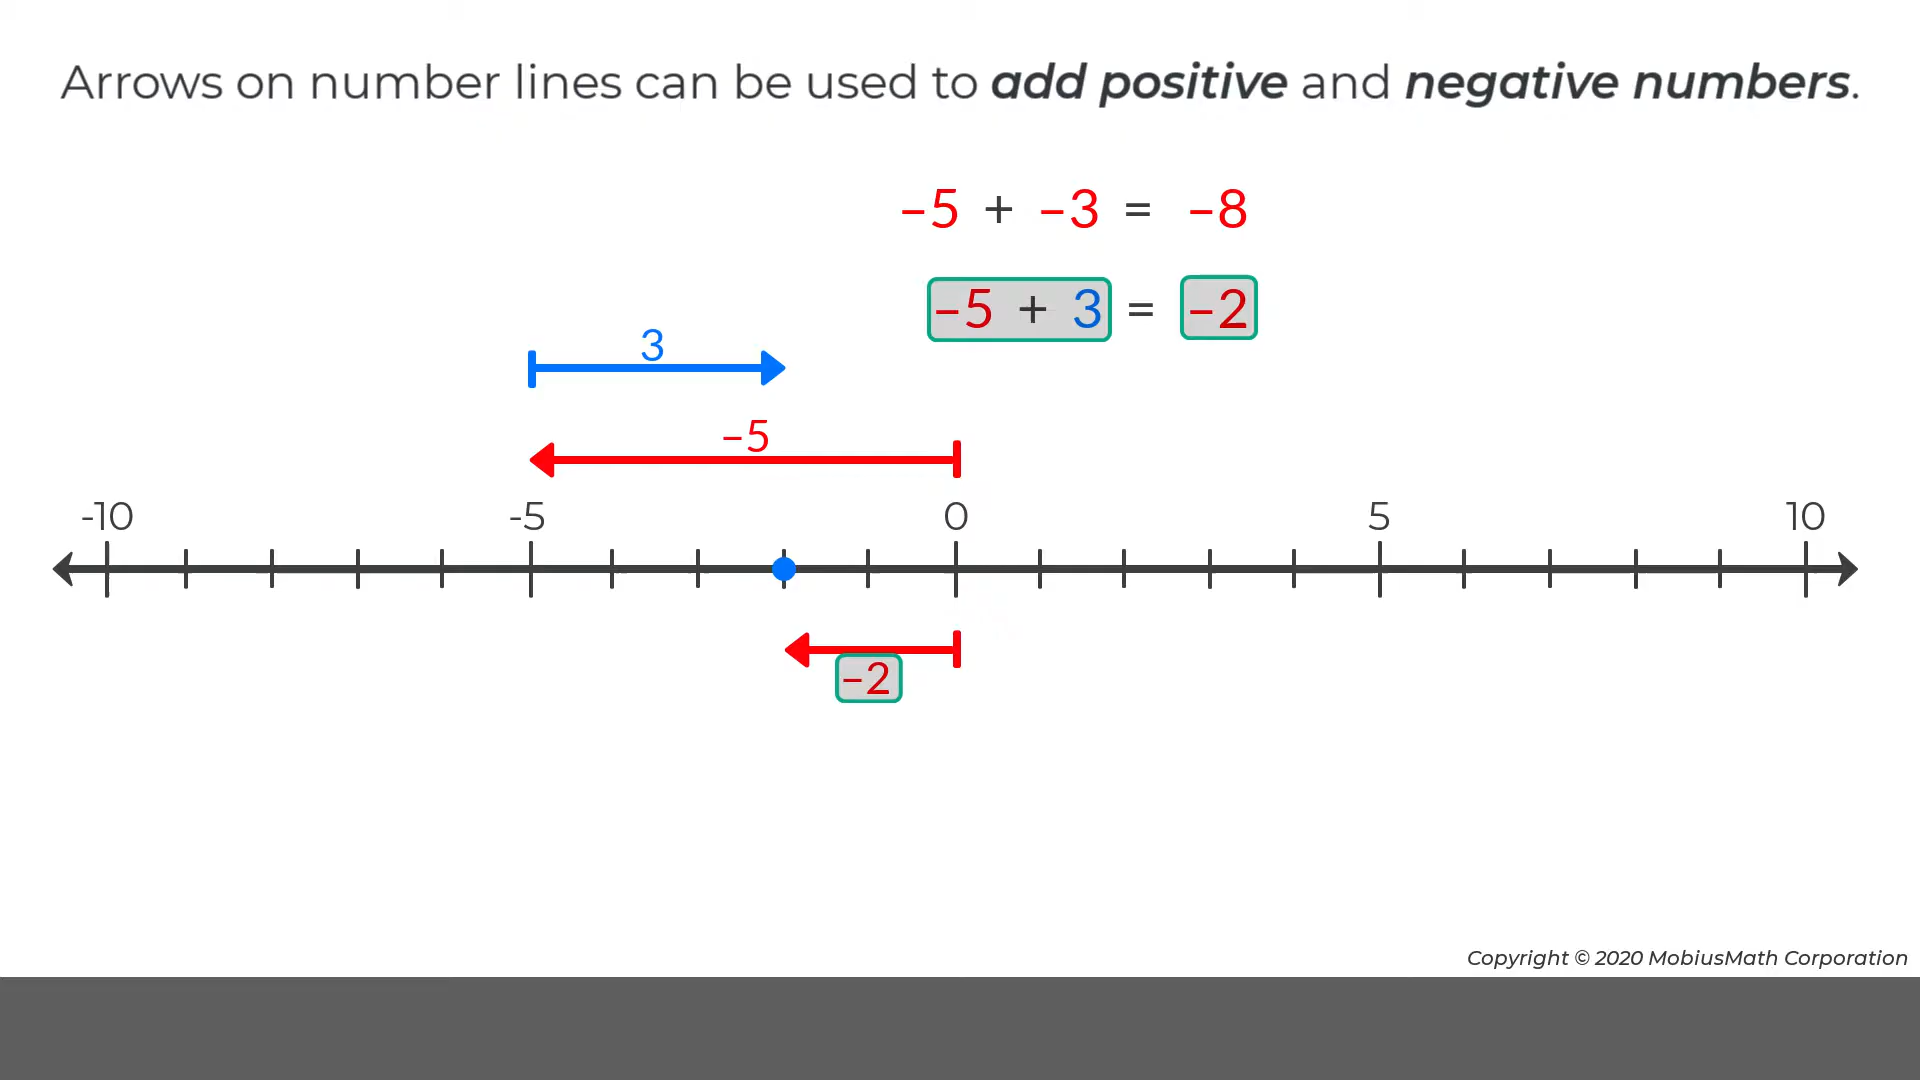 Arrows on number lines can be used to add positive and negative numbers.
–5 + –3 = –8
–5 + 3 = –2
3
–5
-10 -5 0 5 10
–2
Copyright © 2020 MobiusMath Corporation